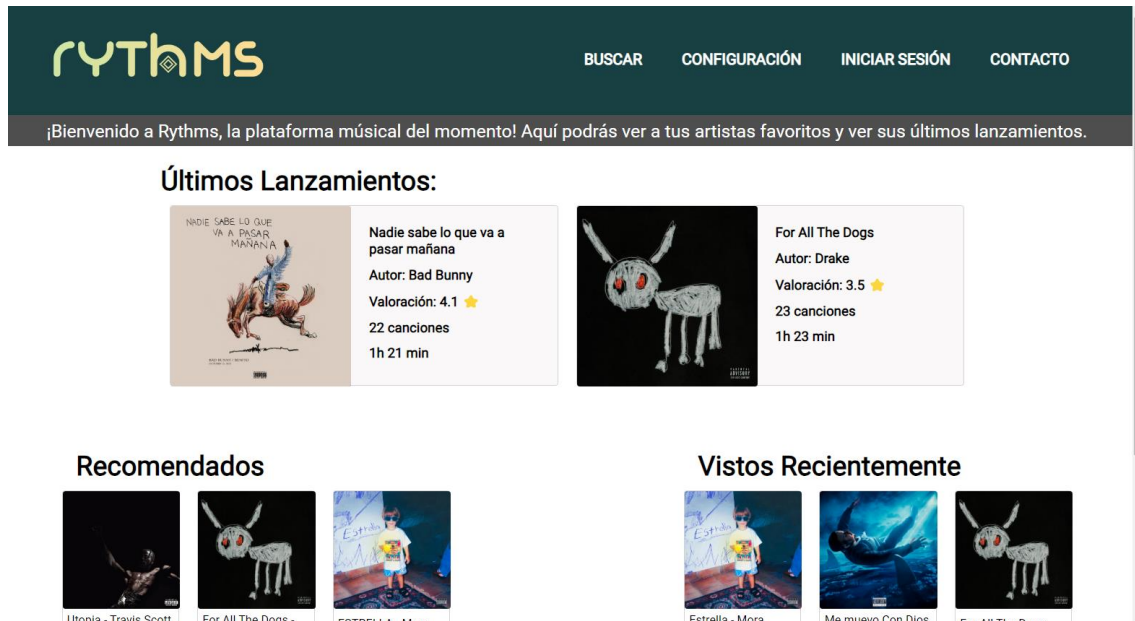 ryThMS
BUSCAR CONFIGURACIÓN INICIAR SESIÓN CONTACTO
¡Bienvenido a Rythms, la plataforma músical del momento! Aquí podrás ver a tus artistas favoritos y ver sus últimos lanzamientos.
Últimos Lanzamientos:
NADIE SABE LO QUE
VA A PASAR
MAÑANA
Nadie sabe lo que va a
pasar mañana
Autor: Bad Bunny
Valoración: 4.1
22 canciones
1h 21 min
For All The Dogs
Autor: Drake
Valoración: 3.5
23 canciones
1h 23 min
Recomendados
Estrella
Utopia - Travis Scott
For All The Dogs -
Vistos Recientemente
Estrella
Estrella - Mora
Me muevo Con Dios